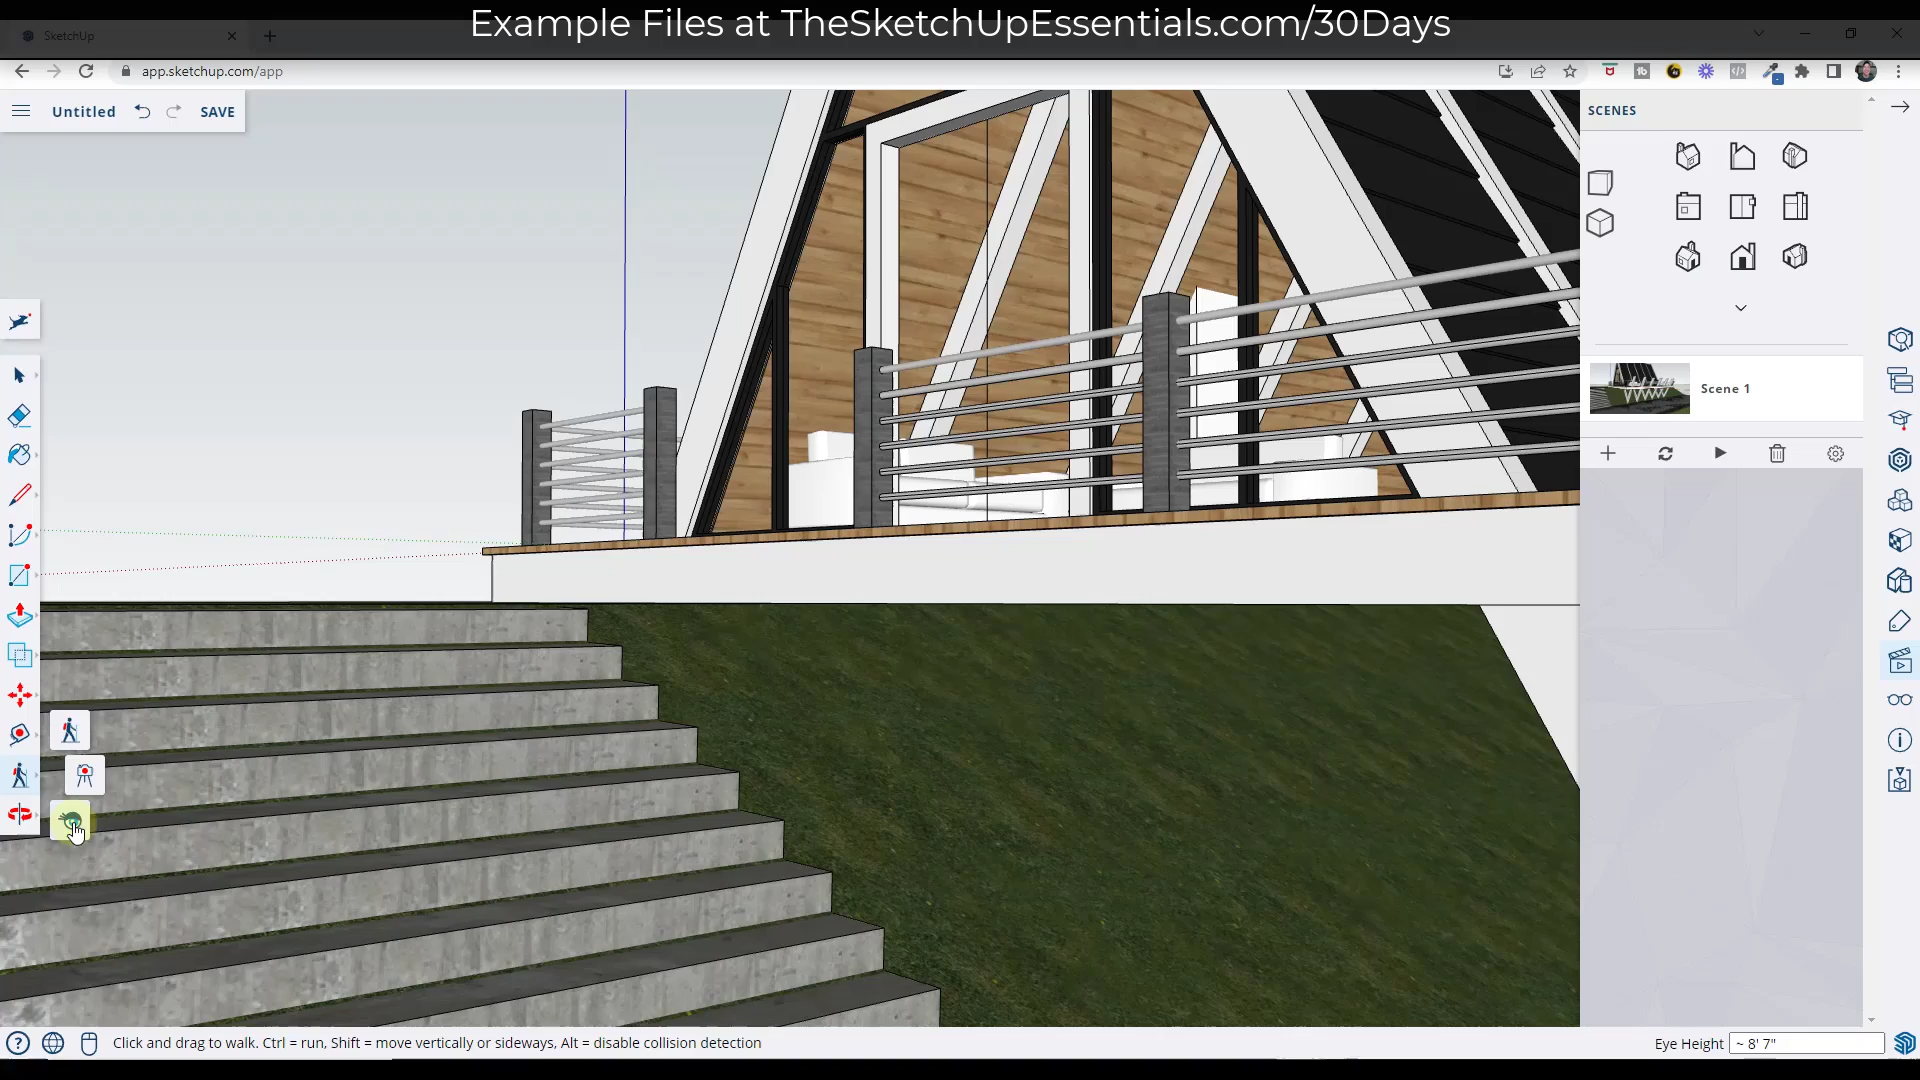 Example Files at TheSketchUpEssentials.com/30Days
SketchUp
app.sketchup.com/app
Untitled
SAVE
SCENES
Scene 1
Click and drag to walk. Ctrl = run, Shift = move vertically or sideways, Alt = disable collision detection
Eye Height
~ 8' 7"